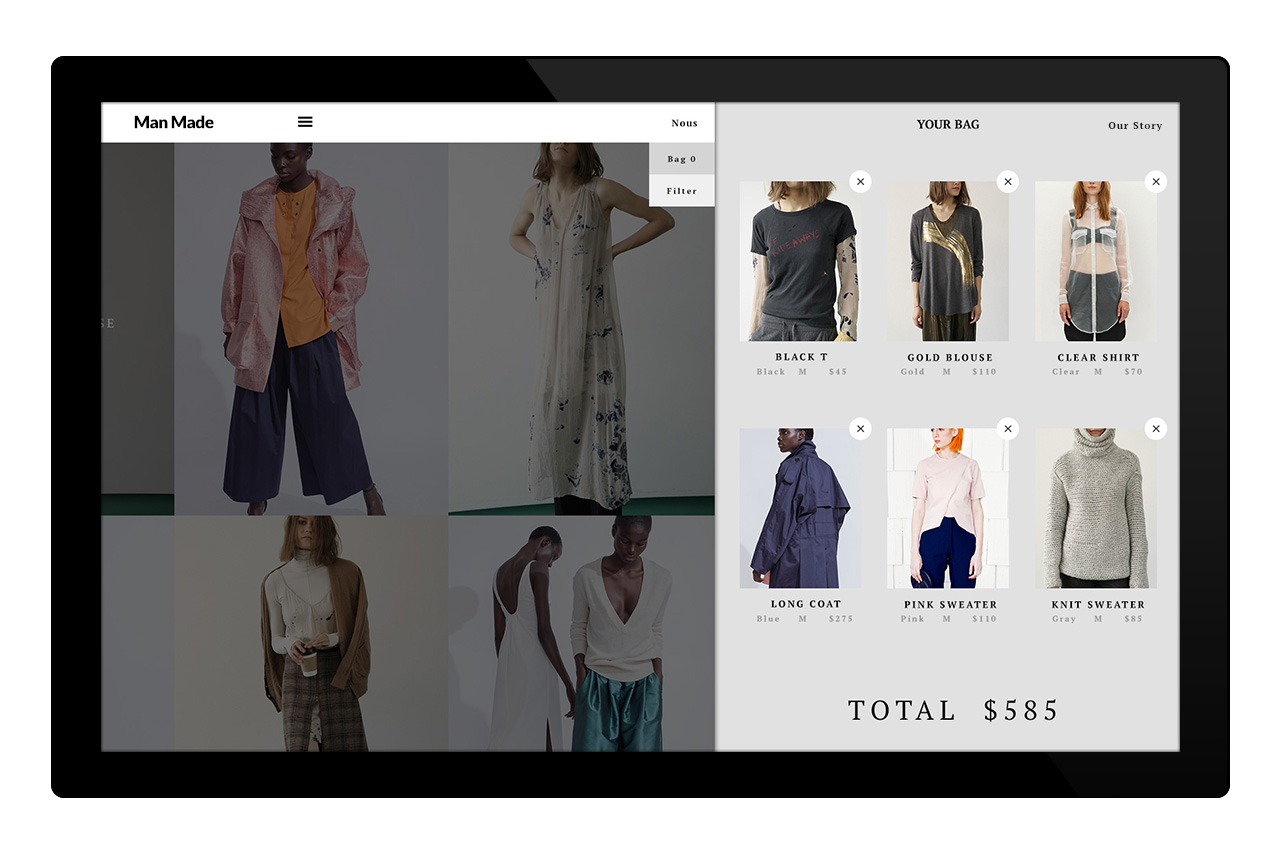 Man Made
Nous
Bag 0
Filter
SE
YOUR BAG
Our Story
BLACK T
Black M $45
GOLD BLOUSE
Gold M $110
CLEAR SHIRT
Clear M $70
LONG COAT
Blue M $275
PINK SWEATER
Pink M $110
KNIT SWEATER
Gray M $85
TOTAL $585